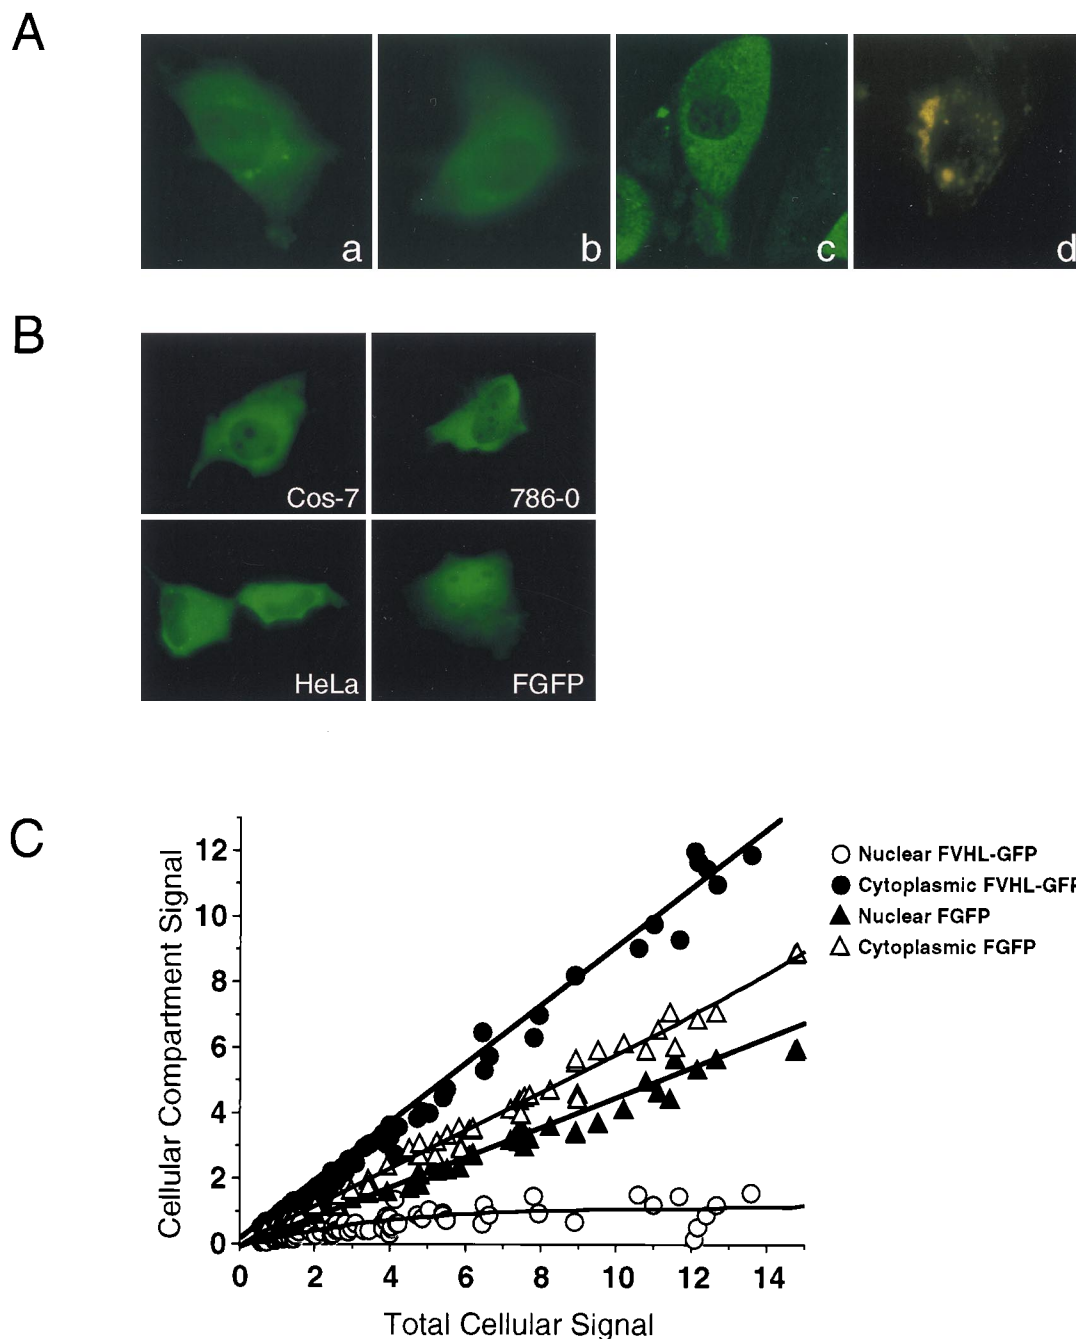 A
a
b
c
d
B
Cos-7
786-0
HeLa
FGFP
C
Cellular Compartment Signal
12
10
8
6
4
2
0
0 2 4 6 8 10 12 14
Total Cellular Signal
Nuclear FVHL-GFP
Cytoplasmic FVHL-GFP
Nuclear FGFP
Cytoplasmic FGFP